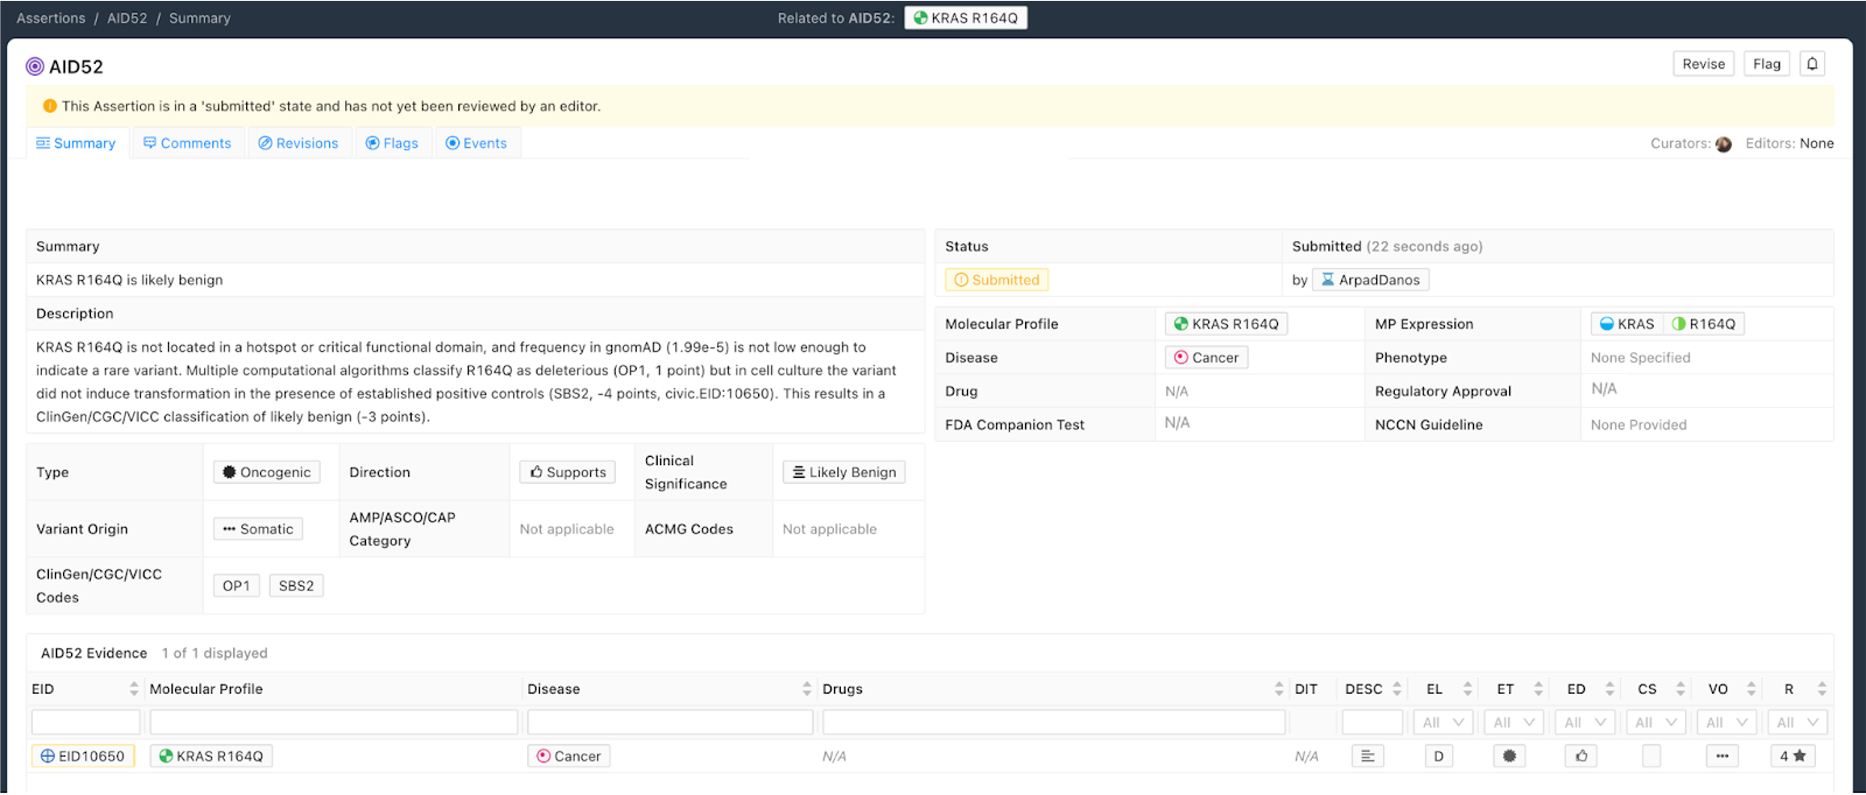 Assertions / AID52 / Summary
Related to AID52: KRAS R164Q
AID52
Revise Flag
This Assertion is in a 'submitted' state and has not yet been reviewed by an editor.
Summary Comments Revisions Flags Events
Curators: Editors: None
Summary
KRAS R164Q is likely benign
Description
KRAS R164Q is not located in a hotspot or critical functional domain, and frequency in gnomAD (1.99e-5) is not low enough to
indicate a rare variant. Multiple computational algorithms classify R164Q as deleterious (OP1, 1 point) but in cell culture the variant
did not induce transformation in the presence of established positive controls (SBS2, -4 points, civic.EID:10650). This results in a
ClinGen/CGC/VICC classification of likely benign (-3 points).
Status Submitted (22 seconds ago)
Submitted by ArpadDanos
Molecular Profile KRAS R164Q MP Expression KRAS R164Q
Disease Cancer Phenotype None Specified
Drug N/A Regulatory Approval N/A
FDA Companion Test N/A NCCN Guideline None Provided
Type Oncogenic Direction Supports Clinical
Significance Likely Benign
Variant Origin Somatic AMP/ASCO/CAP
Category Not applicable ACMG Codes Not applicable
ClinGen/CGC/VICC
Codes OP1 SBS2
AID52 Evidence 1 of 1 displayed
EID Molecular Profile Disease Drugs DIT DESC EL ET ED CS VO R
All All All All All All
EID10650 KRAS R164Q Cancer N/A N/A D 4